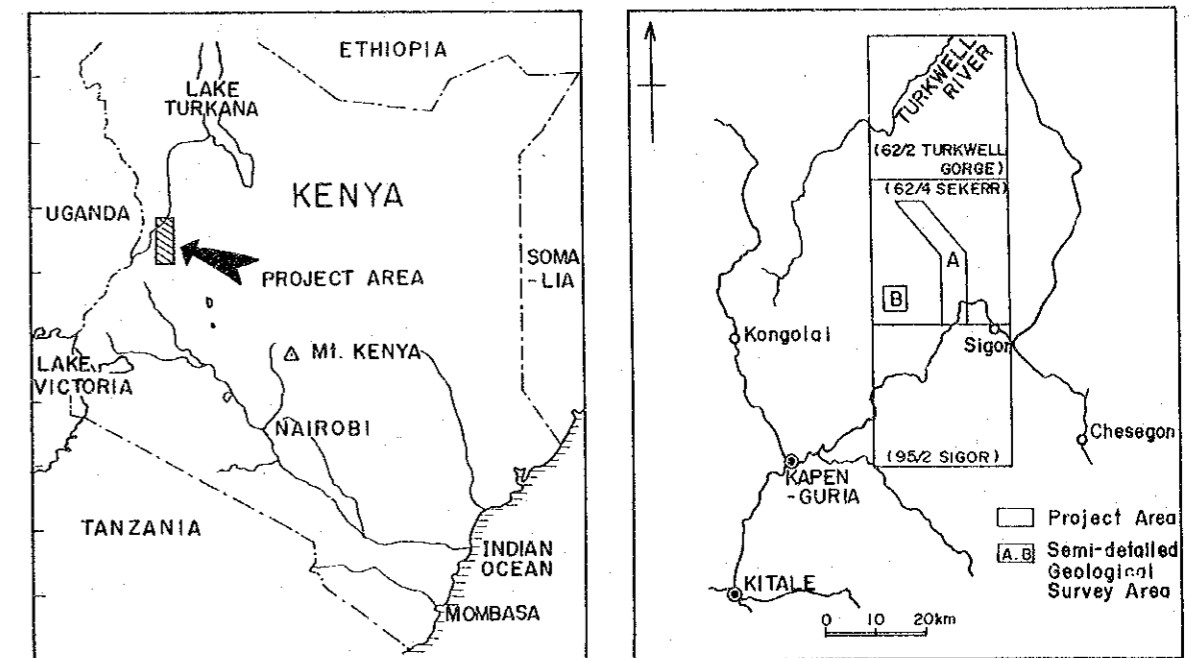 ETHIOPIA
LAKE
TURKANA
KENYA
UGANDA
SOMA
-LIA
PROJECT AREA
Mt. KENYA
LAKE
VICTORIA
NAIROBI
TANZANIA
INDIAN
OCEAN
MOMBASA
TURKWELL
RIVER
(62/2 TURKWELL
GORGE)
(62/4 SEKERR)
A
B
Kongolai
Sigor
Chesegon
(95/2 SIGOR)
KAPEN
-GURIA
Project Area
A.B Semi-detailed
Geological
Survey Area
KITALE
0 10 20km